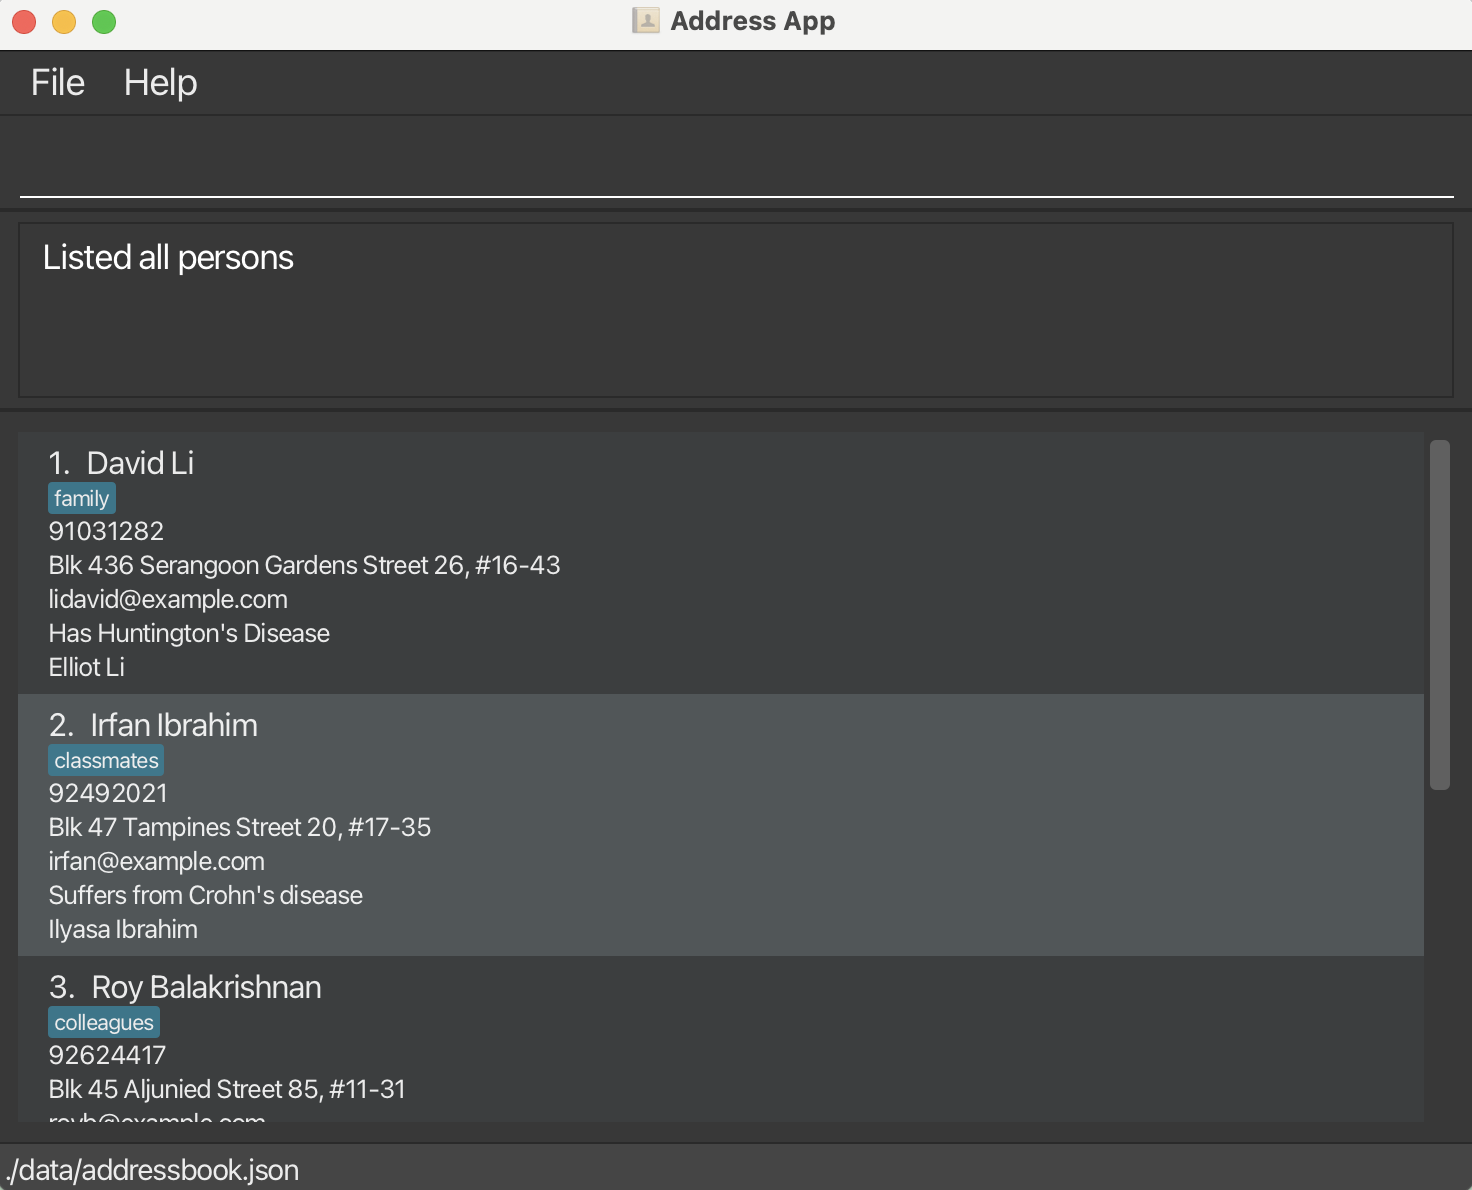 Address App
File Help
Listed all persons
1. David Li
family
91031282
Blk 436 Serangoon Gardens Street 26, #16-43
lidavid@example.com
Has Huntington's Disease
Elliot Li
2. Irfan Ibrahim
classmates
92492021
Blk 47 Tampines Street 20, #17-35
irfan@example.com
Suffers from Crohn's disease
Ilyasa Ibrahim
3. Roy Balakrishnan
colleagues
92624417
Blk 45 Aljunied Street 85, #11-31
royb@example.com
./data/addressbook.json